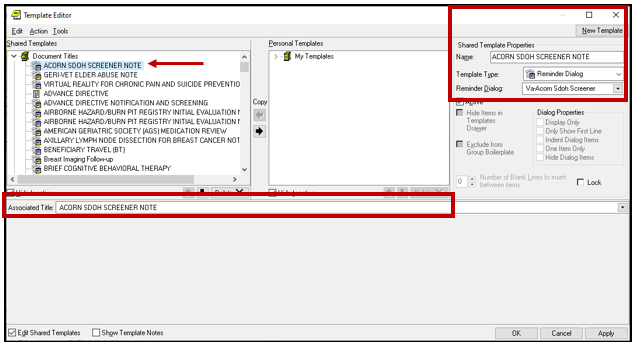 Template Editor
Edit Action Tools
New Template
Shared Templates
Personal Templates
Shared Template Properties
Document Titles
ACORN SDOH SCREENER NOTE
GERI-VET ELDER ABUSE NOTE
VIRTUAL REALITY FOR CHRONIC PAIN AND SUICIDE PREVENTIO
ADVANCE DIRECTIVE
ADVANCE DIRECTIVE NOTIFICATION AND SCREENING
AIRBORNE HAZARD/BURN PIT REGISTRY INITIAL EVALUATION N
AIRBORNE HAZARD/BURN PIT REGISTRY INITIAL EVALUATION
AMERICAN GERIATRIC SOCIETY (AGS) MEDICATION REVIEW
AXILLARY LYMPH NODE DISSECTION FOR BREAST CANCER NOT
BENEFICIARY TRAVEL (BT)
Breast Imaging Follow-up
BRIEF COGNITIVE BEHAVIORAL THERAPY
Copy
My Templates
Name: ACORN SDOH SCREENER NOTE
Template Type: Reminder Dialog
Reminder Dialog: Va-Acorn Sdoh Screener
Active
Hide Items in Templates Drawer
Exclude from Group Boilerplate
Dialog Properties
Display Only
Only Show First Line
Indent Dialog Items
One Item Only
Hide Dialog Items
0 Number of Blank Lines to insert between items
Lock
Associated Title: ACORN SDOH SCREENER NOTE
Edit Shared Templates Show Template Notes
OK Cancel Apply